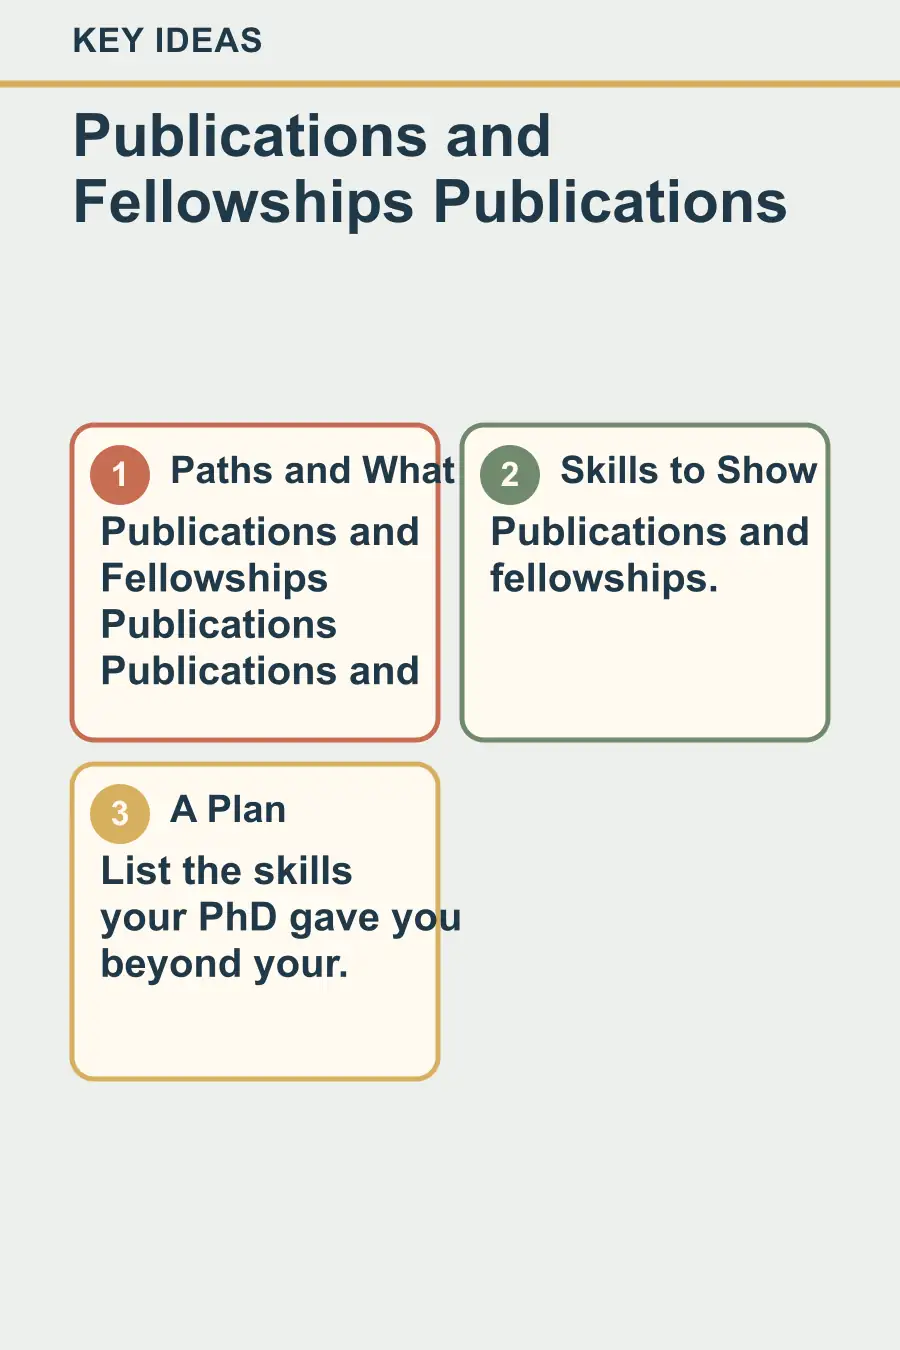 KEY IDEAS
Publications and
Fellowships Publications
1 Paths and What
Publications and
Fellowships
Publications
Publications and
2 Skills to Show
Publications and
fellowships.
3 A Plan
List the skills
your PhD gave you
beyond your.